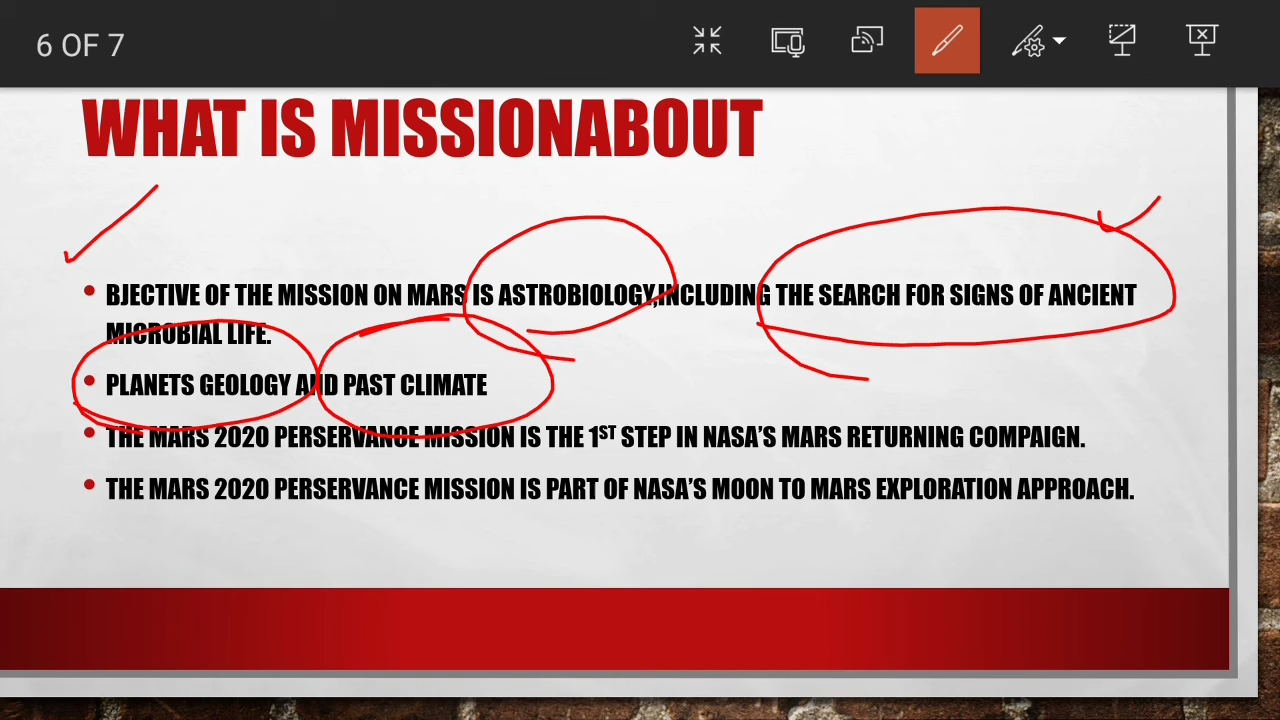 6 OF 7
WHAT IS MISSIONABOUT
• BJECTIVE OF THE MISSION ON MARS IS ASTROBIOLOGY,INCLUDING THE SEARCH FOR SIGNS OF ANCIENT
MICROBIAL LIFE.
• PLANETS GEOLOGY AND PAST CLIMATE
• THE MARS 2020 PERSERVANCE MISSION IS THE 1ST STEP IN NASA'S MARS RETURNING COMPAIGN.
• THE MARS 2020 PERSERVANCE MISSION IS PART OF NASA'S MOON TO MARS EXPLORATION APPROACH.